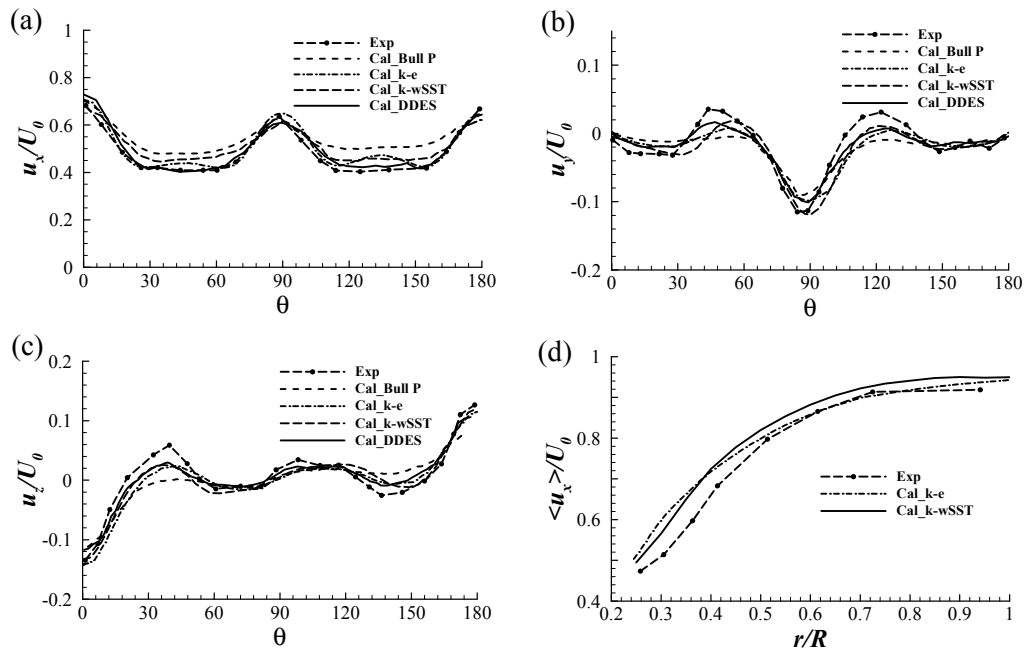 (a)
1
0.8
0.6
0.4
0.2
0
u_x/U_0
0 30 60 90 120 150 180
θ
Exp
Cal_Bull P
Cal_k-e
Cal_k-wSST
Cal_DDES
(b)
0.1
0
-0.1
-0.2
u_y/U_0
0 30 60 90 120 150 180
θ
Exp
Cal_Bull P
Cal_k-e
Cal_k-wSST
Cal_DDES
(c)
0.2
0.1
0
-0.1
-0.2
u_z/U_0
0 30 60 90 120 150 180
θ
Exp
Cal_Bull P
Cal_k-e
Cal_k-wSST
Cal_DDES
(d)
1
0.8
0.6
0.4
<u_x>/U_0
0.2 0.3 0.4 0.5 0.6 0.7 0.8 0.9 1
r/R
Exp
Cal_k-e
Cal_k-wSST